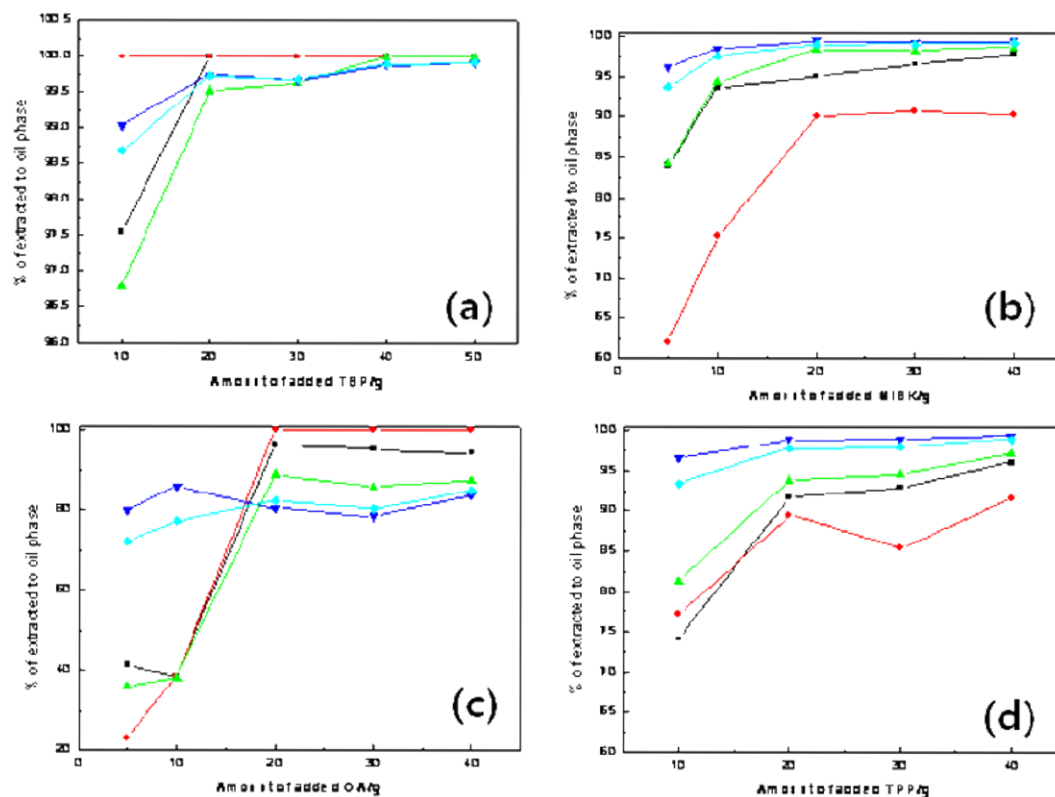 100.5
100.0
99.5
99.0
98.5
98.0
97.5
97.0
96.5
96.0
% of extracted to oil phase
10 20 30 40 50
Amount of added TBP/g
(a)
100
95
90
85
80
75
70
65
60
% of extracted to oil phase
0 10 20 30 40
Amount of added MIBK/g
(b)
100
80
60
40
20
% of extracted to oil phase
0 10 20 30 40
Amount of added OA/g
(c)
100
95
90
85
80
75
70
65
60
% of extracted to oil phase
10 20 30 40
Amount of added TPP/g
(d)